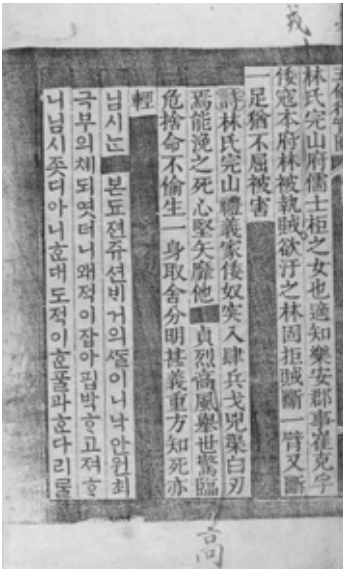 林氏完山府儒士柜之女也適知樂安郡事崔克孚
後寇本府林被執賊欲汙之林固拒賊斷一臂又斷
一足猶不屈被害
詩林氏完山禮義家倭奴突入肆兵戈兇渠白刃
焉能浼之死心堅矢靡他 貞烈高風擧世驚臨
危捨命不偸生一身取舍分明甚義重方知死亦
輕
님시ᄂᆞᆫ 본됴젼쥬션ᄇᆡ거의ᄯᆞᆯ이니낙안원최
극부의쳬되엿더니왜적이잡아핍박ᄒᆞ고져ᄒᆞ
니님시좃디아니ᄒᆞᆫ대도적이ᄒᆞᆫᄑᆞᆯ과ᄒᆞᆫ다리ᄅᆞᆯ
高